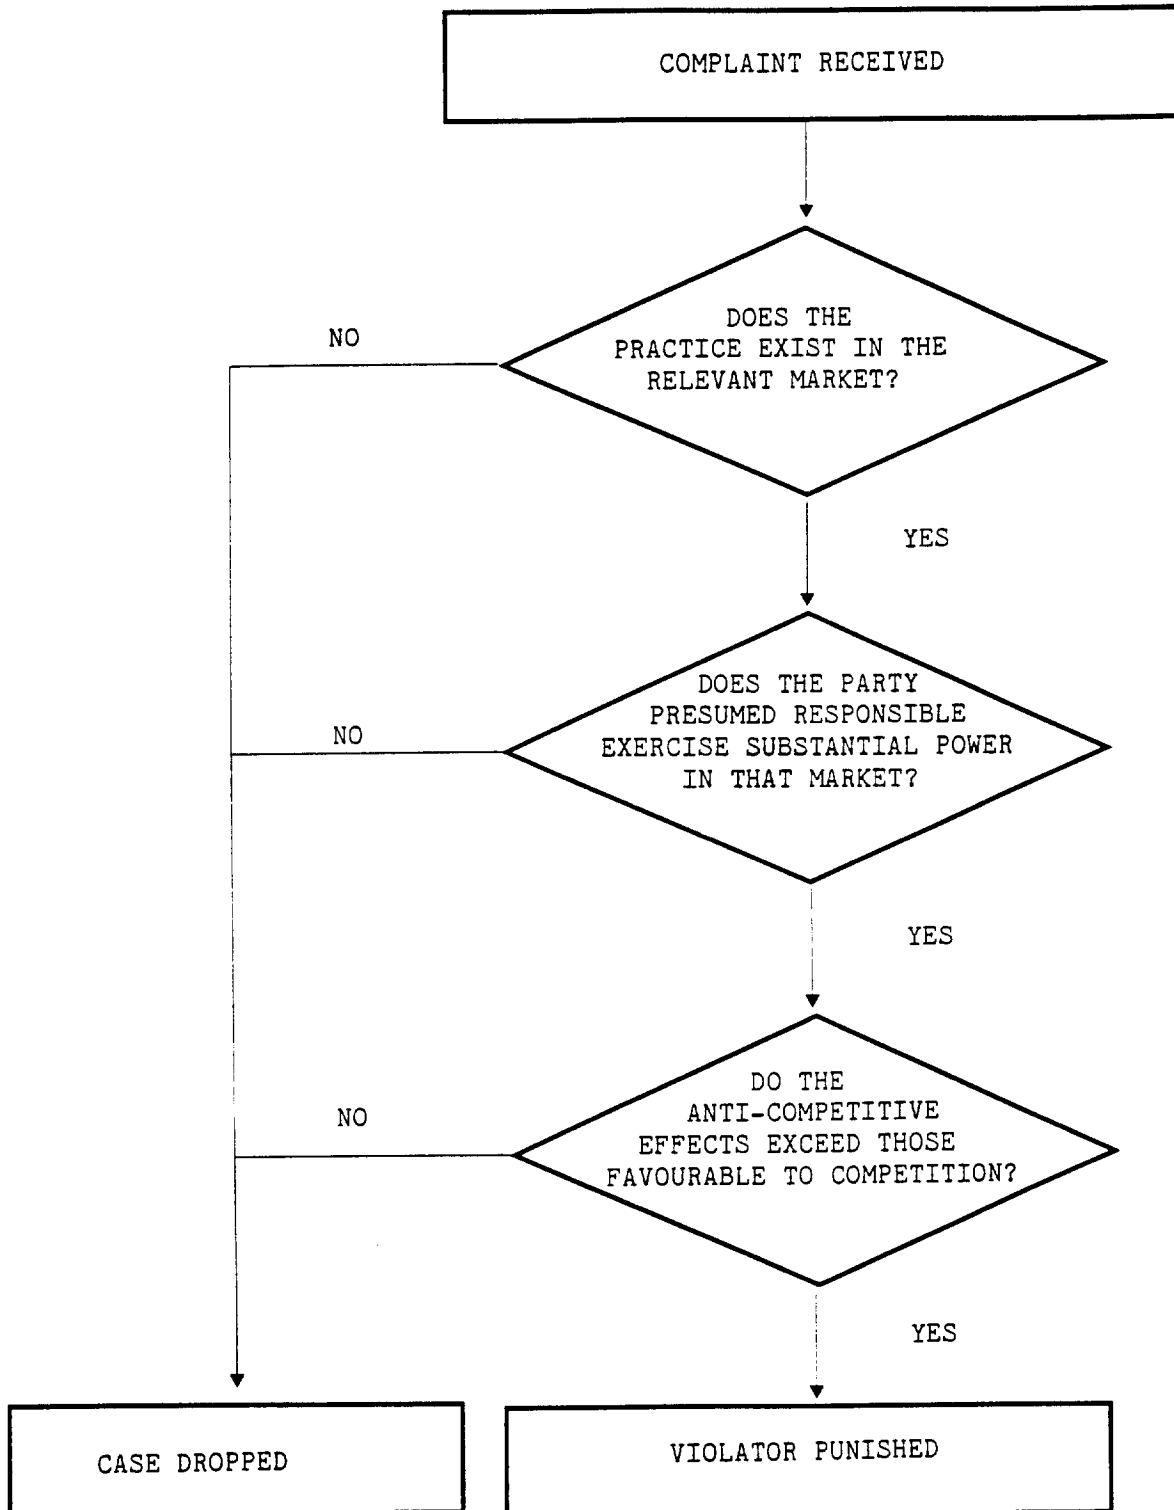 COMPLAINT RECEIVED
DOES THE
PRACTICE EXIST IN THE
RELEVANT MARKET?
NO
YES
DOES THE PARTY
PRESUMED RESPONSIBLE
EXERCISE SUBSTANTIAL POWER
IN THAT MARKET?
NO
YES
DO THE
ANTI-COMPETITIVE
EFFECTS EXCEED THOSE
FAVOURABLE TO COMPETITION?
NO
YES
CASE DROPPED
VIOLATOR PUNISHED